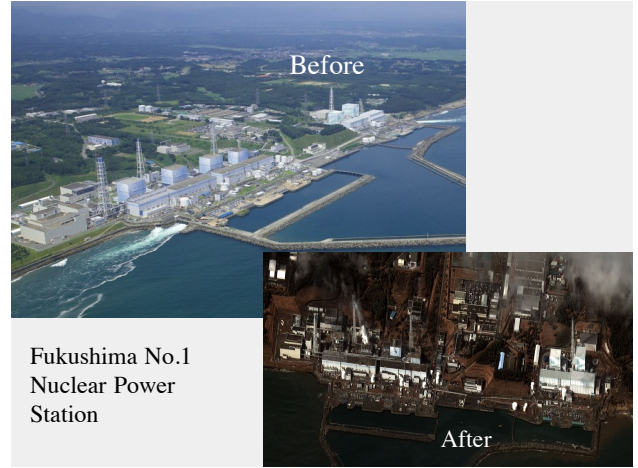 Before
Fukushima No.1
Nuclear Power
Station
After